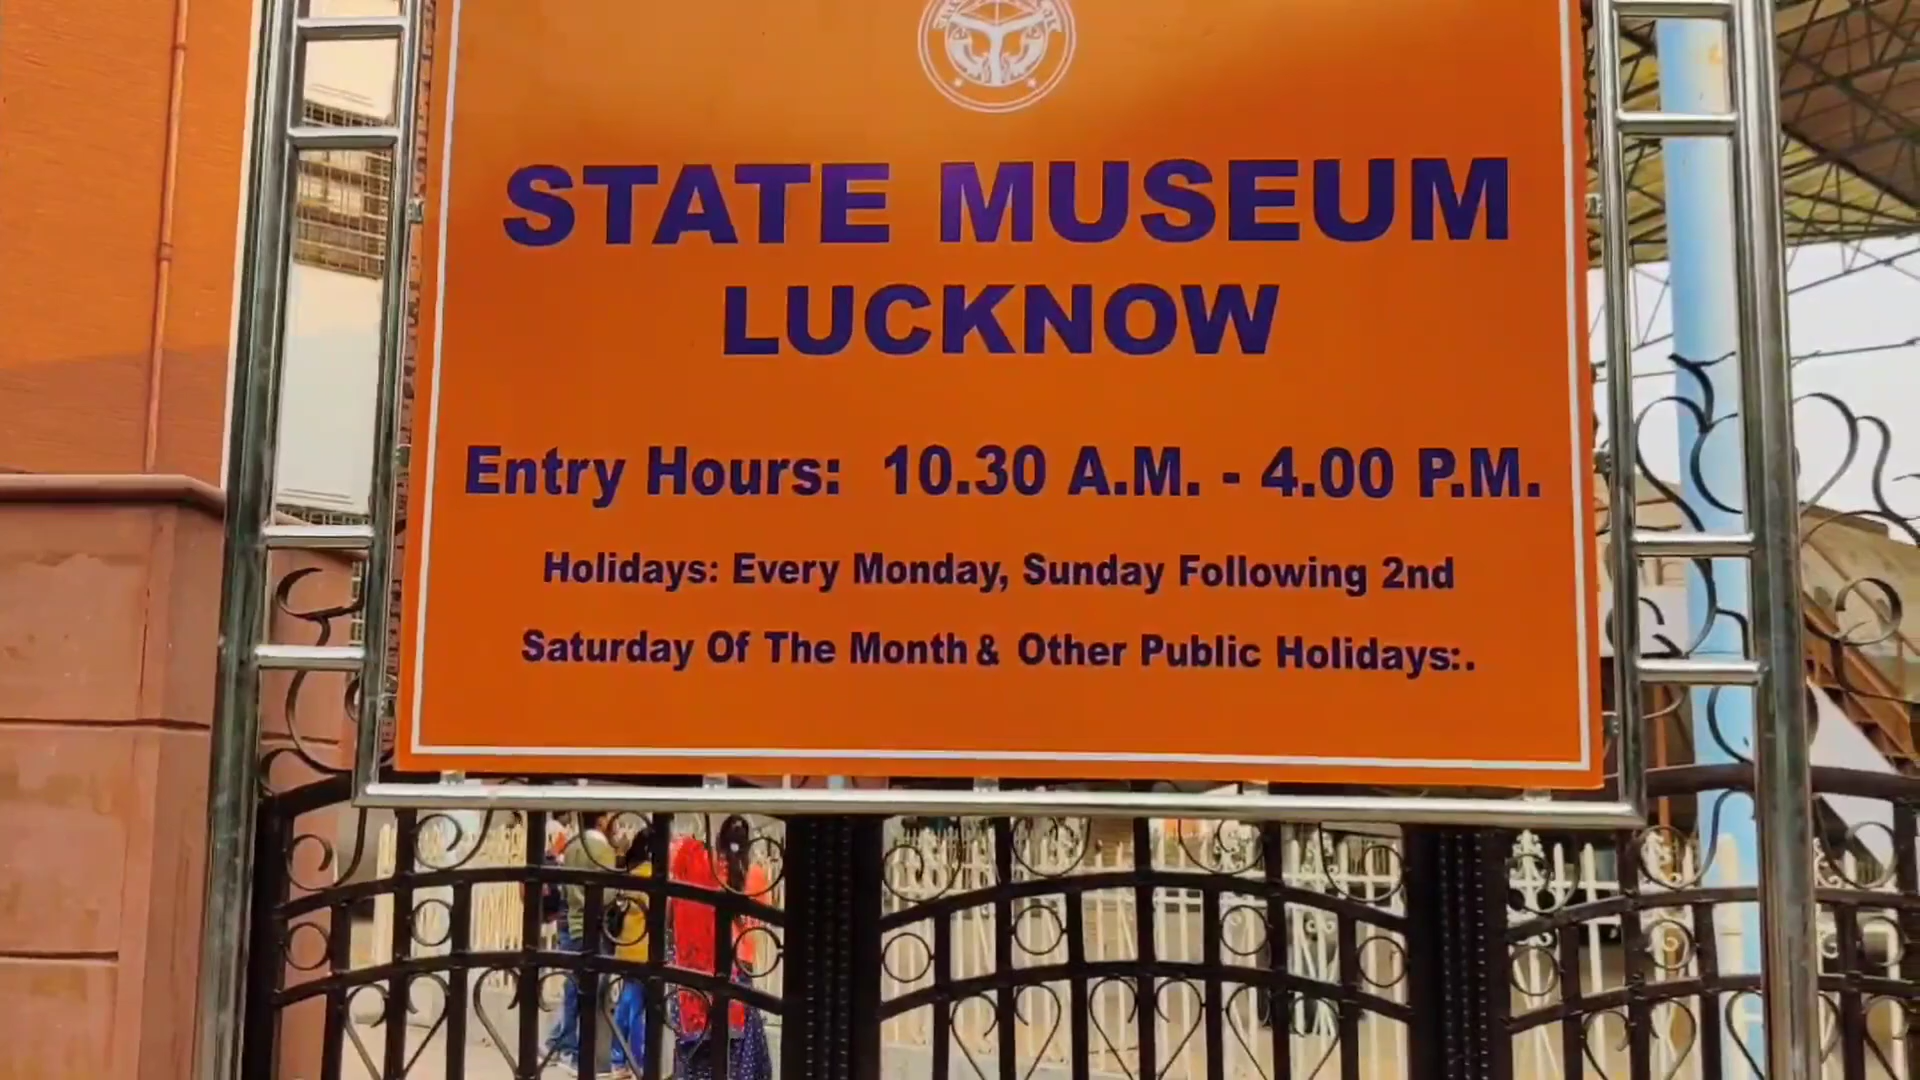 STATE MUSEUM
LUCKNOW
Entry Hours: 10.30 A.M. - 4.00 P.M.
Holidays: Every Monday, Sunday Following 2nd
Saturday Of The Month & Other Public Holidays:.